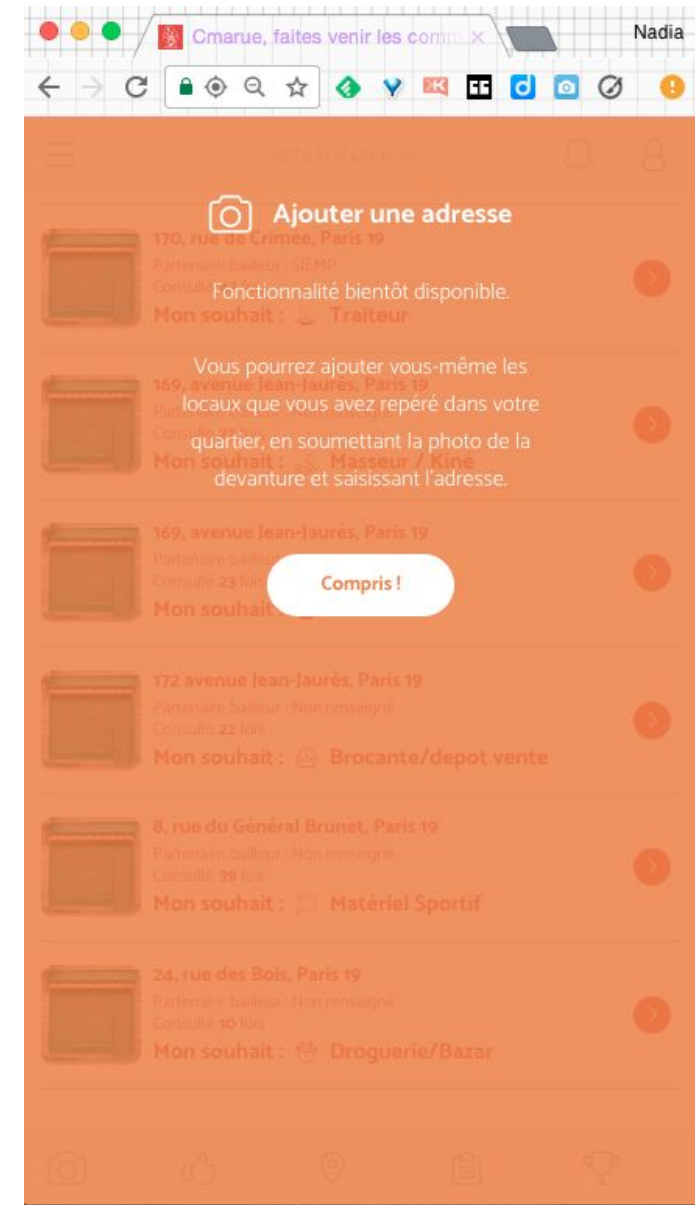 Cmarue, faites venir les comm
Nadia
BETA SUR 4 PARIS
Ajouter une adresse
170, rue de Crimée, Paris 19
Partenaire bailleur : SIEMP
Fonctionnalité bientôt disponible.
Mon souhait : Traiteur
Vous pourrez ajouter vous-même les
169, avenue Jean-Jaurès, Paris 19
locaux que vous avez repéré dans votre
quartier, en soumettant la photo de la
Mon souhait : Masseur / Kiné
devanture et saisissant l'adresse.
169, avenue Jean-Jaurès, Paris 19
Partenaire bailleur
Consulté 23 fois
Compris !
Mon souhait :
172 avenue Jean-Jaurès, Paris 19
Partenaire bailleur : Non renseigné
Consulté 22 fois
Mon souhait : Brocante/depot vente
8, rue du Général Brunet, Paris 19
Partenaire bailleur : Non renseigné
Consulté 39 fois
Mon souhait : Matériel Sportif
24, rue des Bois, Paris 19
Partenaire bailleur : Non renseigné
Consulté 10 fois
Mon souhait : Droguerie/Bazar